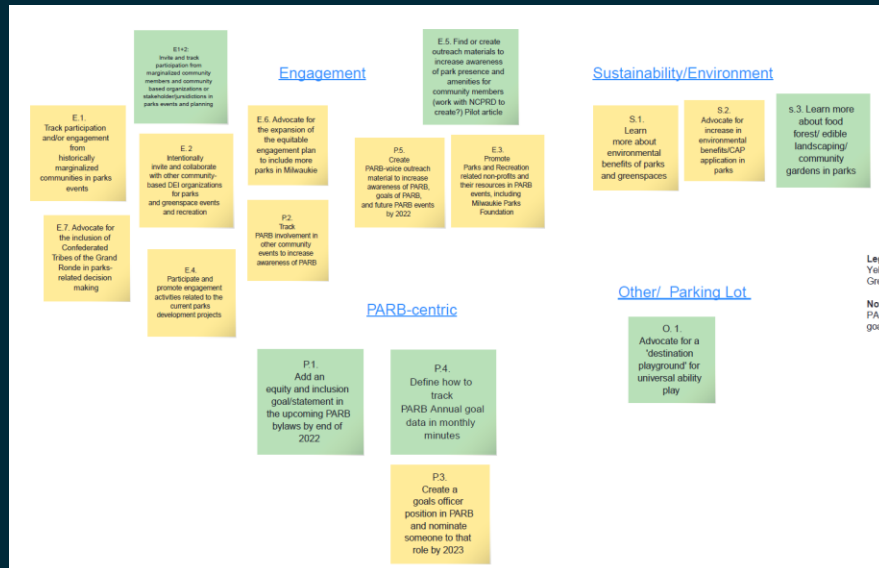 Engagement
E1+2:
Invite and track
participation from
marginalized community
members and community
based organizations or
stakeholder/jurisdictions in
parks events and planning
E.5. Find or create
outreach materials to
increase awareness
of park presence and
amenities for
community members
(work with NCPRD to
create?) Pilot article
E.1.
Track participation
and/or engagement
from
historically
marginalized
communities in parks
events
E.2
Intentionally
invite and collaborate
with other community-
based DEI organizations
for parks
and greenspace events
and recreation
E.6. Advocate for
the expansion of
the equitable
engagement plan
to include more
parks in Milwaukie
P.5.
Create
PARB-voice outreach
material to increase
awareness of PARB,
goals of PARB,
and future PARB events
by 2022
E.3.
Promote
Parks and Recreation
related non-profits and
their resources in PARB
events, including
Milwaukie Parks
Foundation
E.7. Advocate for
the inclusion of
Confederated
Tribes of the Grand
Ronde in parks-
related decision
making
E.4.
Participate and
promote engagement
activities related to the
current parks
development projects
P.2.
Track
PARB involvement in
other community
events to increase
awareness of PARB
Sustainability/Environment
S.1.
Learn
more about
environmental
benefits of parks
and greenspaces
S.2.
Advocate for
increase in
environmental
benefits/CAP
application in
parks
s.3. Learn more
about food
forest/ edible
landscaping/
community
gardens in parks
PARB-centric
P.1.
Add an
equity and inclusion
goal/statement in
the upcoming PARB
bylaws by end of
2022
P.4.
Define how to
track
PARB Annual goal
data in monthly
minutes
P.3.
Create a
goals officer
position in PARB
and nominate
someone to that
role by 2023
Other/ Parking Lot
O. 1.
Advocate for a
'destination
playground' for
universal ability
play
Leg
Yel
Gre
No
PA
goa